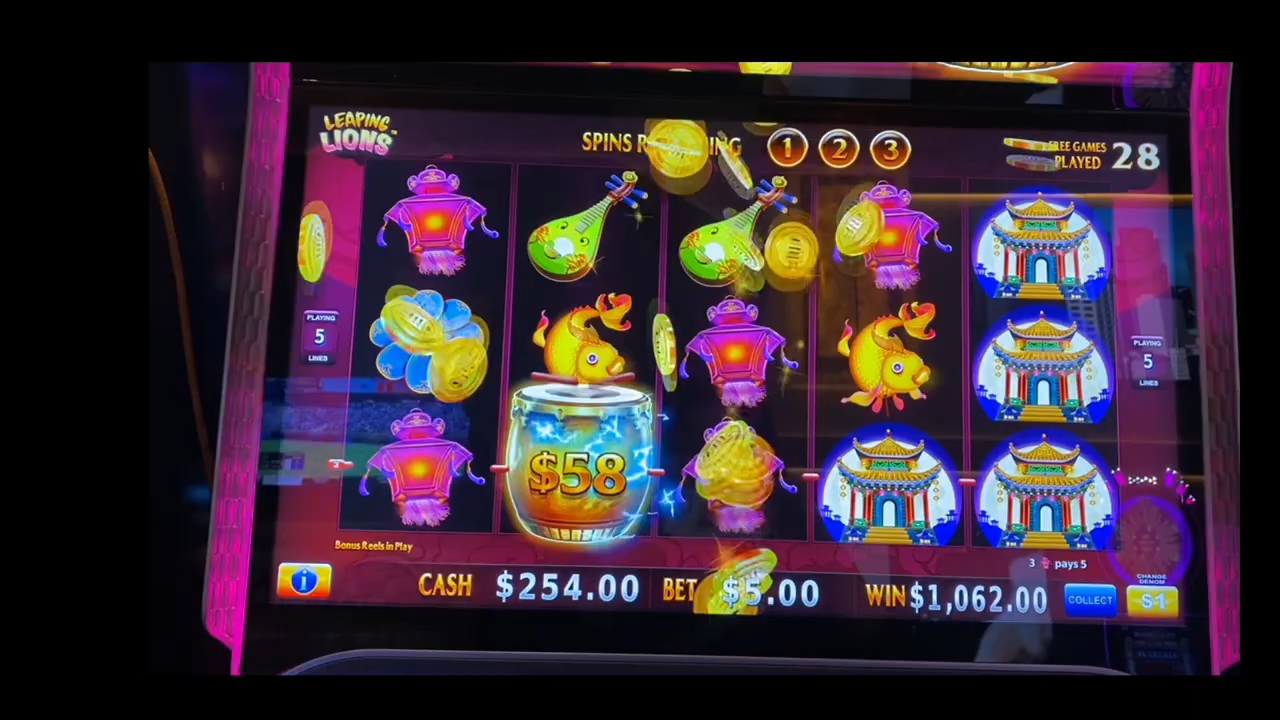 LEAPING
LIONS™
SPINS R ING
1 2 3
FREE GAMES
PLAYED
28
PLAYING
5
LINES
PLAYING
5
LINES
$58
Bonus Reels in Play
3 pays 5
i
CASH $254.00 BET $5.00 WIN $1,062.00
COLLECT
CHANGE
DENOM
$1